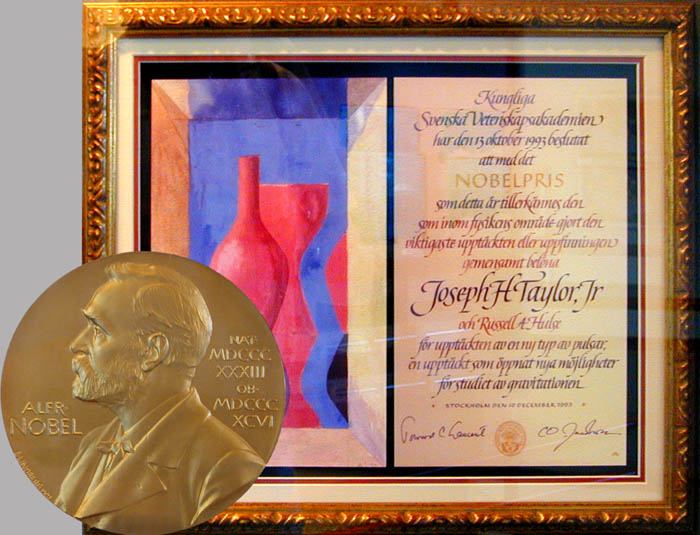 Kungliga
Svenska Vetenskapsakademien
har den 13 oktober 1993 beslutat
att med det
NOBELPRIS
som detta år tillerkännes den
som inom fysikens område gjort den
viktigaste upptäckten eller uppfinningen
gemensamt belöna
Joseph H Taylor, Jr
och Russell A Hulse
för upptäckten av en ny typ av pulsar,
en upptäckt som öppnat nya möjligheter
för studiet av gravitationen
STOCKHOLM DEN 10 DECEMBER 1993
ALFR·
NOBEL
NAT·
MDCCC
XXXIII
OB·
MDCCC
XCVI